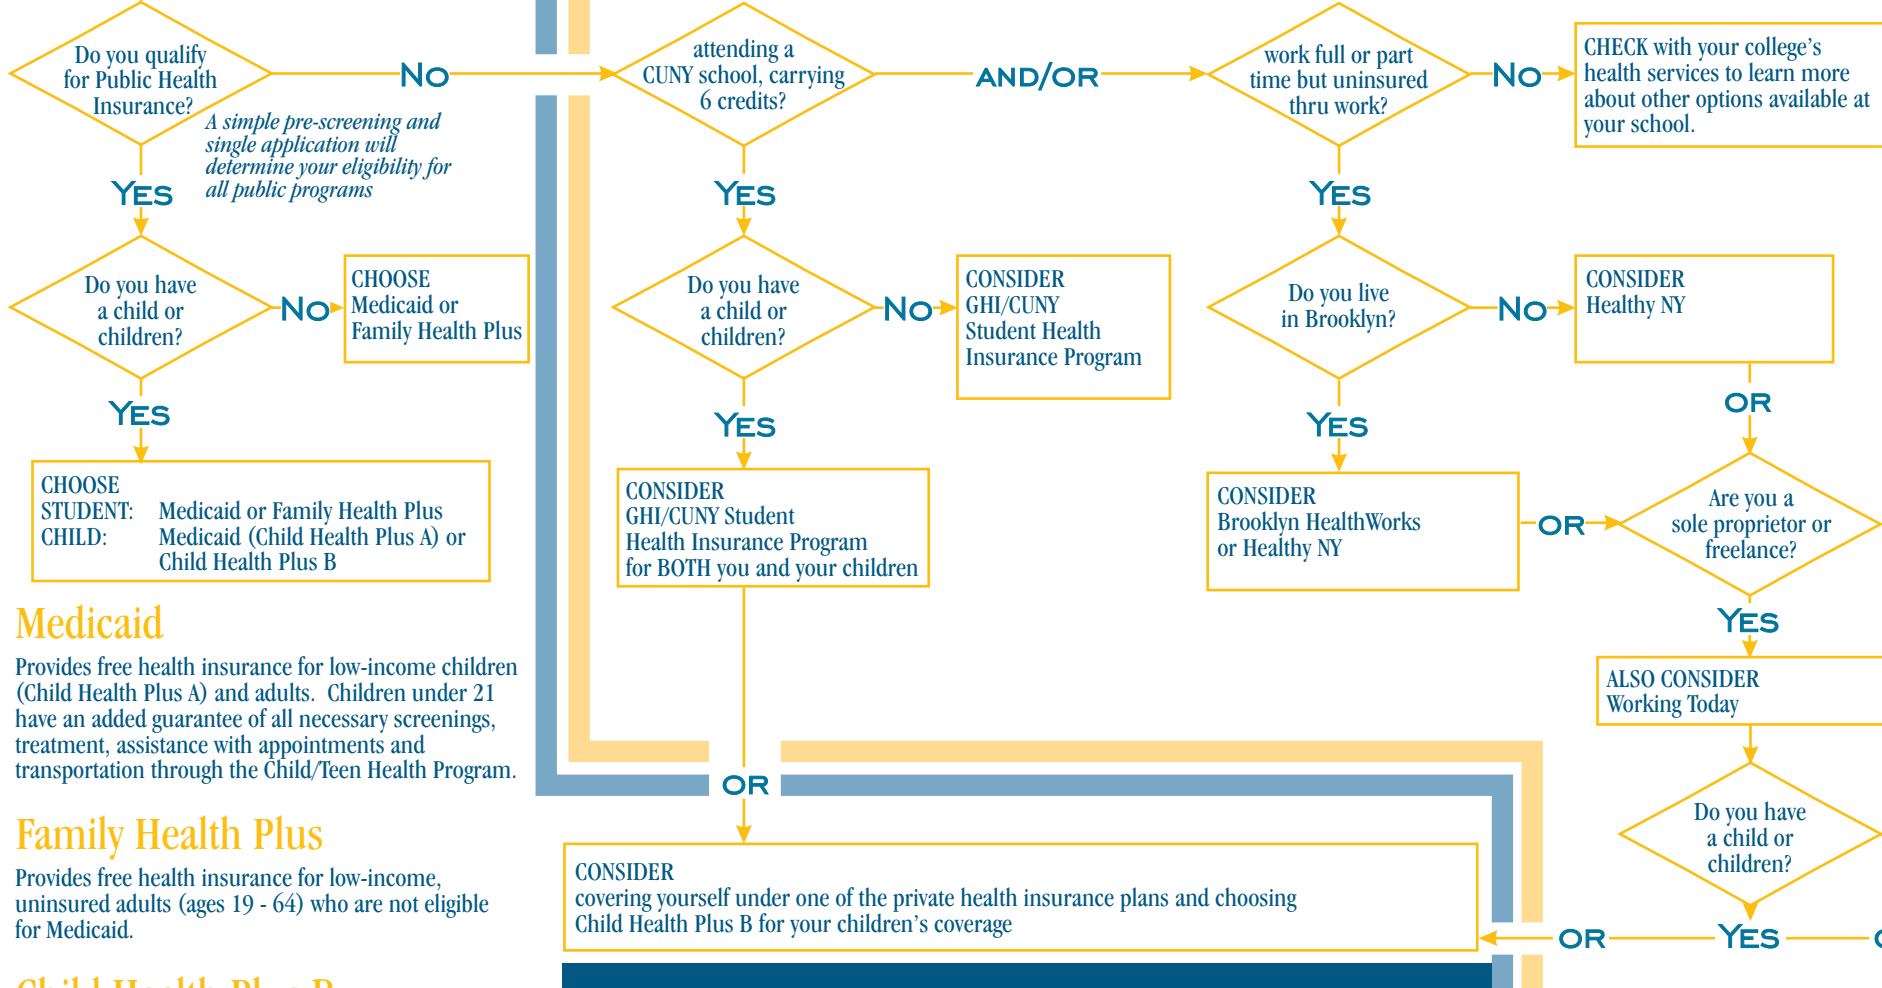 Do you qualify
for Public Health
Insurance?
NO
A simple pre-screening and
single application will
determine your eligibility for
all public programs
YES
Do you have
a child or
children?
NO
CHOOSE
Medicaid or
Family Health Plus
YES
CHOOSE
STUDENT: Medicaid or Family Health Plus
CHILD: Medicaid (Child Health Plus A) or
Child Health Plus B
Medicaid
Provides free health insurance for low-income children
(Child Health Plus A) and adults. Children under 21
have an added guarantee of all necessary screenings,
treatment, assistance with appointments and
transportation through the Child/Teen Health Program.
Family Health Plus
Provides free health insurance for low-income,
uninsured adults (ages 19 - 64) who are not eligible
for Medicaid.
Child Health Plus B
attending a
CUNY school, carrying
6 credits?
AND/OR
YES
Do you have
a child or
children?
NO
CONSIDER
GHI/CUNY
Student Health
Insurance Program
YES
CONSIDER
GHI/CUNY Student
Health Insurance Program
for BOTH you and your children
OR
CONSIDER
covering yourself under one of the private health insurance plans and choosing
Child Health Plus B for your children's coverage
work full or part
time but uninsured
thru work?
NO
CHECK with your college's
health services to learn more
about other options available at
your school.
YES
Do you live
in Brooklyn?
NO
CONSIDER
Healthy NY
OR
YES
CONSIDER
Brooklyn HealthWorks
or Healthy NY
OR
Are you a
sole proprietor or
freelance?
YES
ALSO CONSIDER
Working Today
Do you have
a child or
children?
OR
YES